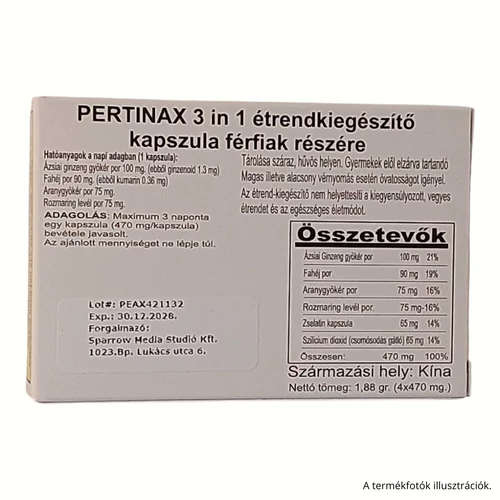 PERTINAX 3 in 1 étrendkiegészítő
kapszula férfiak részére
Hatóanyagok a napi adagban (1 kapszula):
Ázsiai ginzeng gyökér por 100 mg. (ebből ginzenoid 1.3 mg)
Fahéj por 90 mg. (ebből kumarin 0.36 mg)
Aranygyökér por 75 mg.
Rozmaring levél por 75 mg.
ADAGOLÁS: Maximum 3 naponta
egy kapszula (470 mg/kapszula)
bevétele javasolt.
Az ajánlott mennyiséget ne lépje túl.
Tárolása száraz, hűvös helyen. Gyermekek elől elzárva tartandó
Magas illetve alacsony vérnyomás esetén óvatosságot igényel.
Az étrend-kiegészítő nem helyettesíti a kiegyensúlyozott, vegyes
étrendet és az egészséges életmódot.
Összetevők
Ázsiai Ginzeng gyökér por 100 mg 21%
Fahéj por 90 mg 19%
Aranygyökér por 75 mg 16%
Rozmaring levél por. 75 mg-16%
Zselatin kapszula 65 mg 14%
Szilícium dioxid (csomósodás gátló) 65 mg 14%
Összesen: 470 mg 100%
Származási hely: Kína
Nettó tömeg: 1,88 gr. (4x470 mg.)
Lot#: PEAX421132
Exp.: 30.12.2028.
Forgalmazó:
Sparrow Media Studió Kft.
1023.Bp. Lukács utca 6.
A termékfotók illusztrációk.